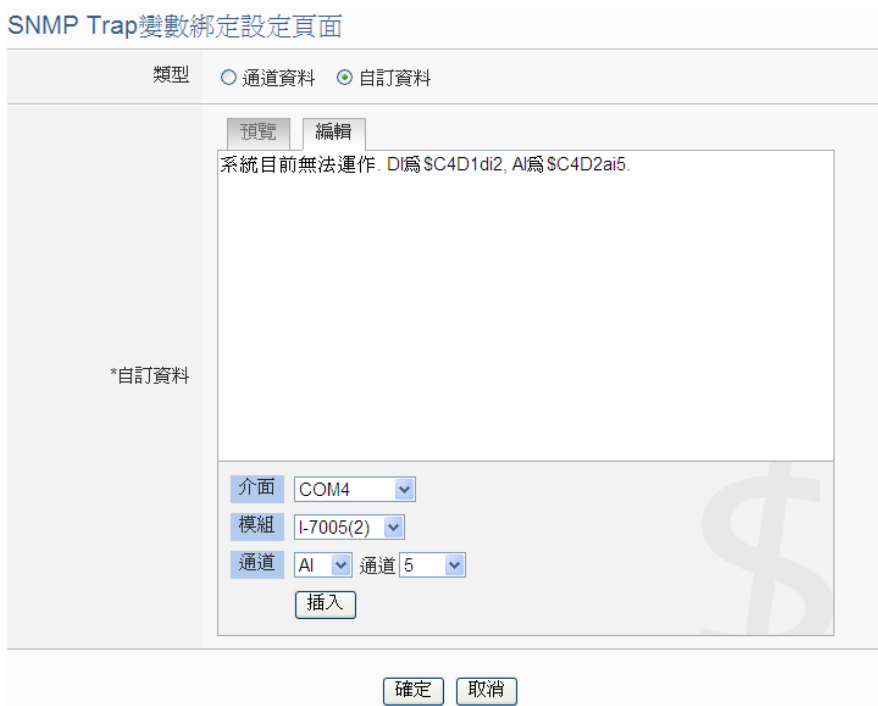 SNMP Trap變數綁定設定頁面
類型 通道資料 自訂資料
預覽 編輯
系統目前無法運作. DI為$C4D1di2, AI為$C4D2ai5.
*自訂資料
介面 COM4
模組 I-7005(2)
通道 AI 通道 5
插入
$
確定 取消